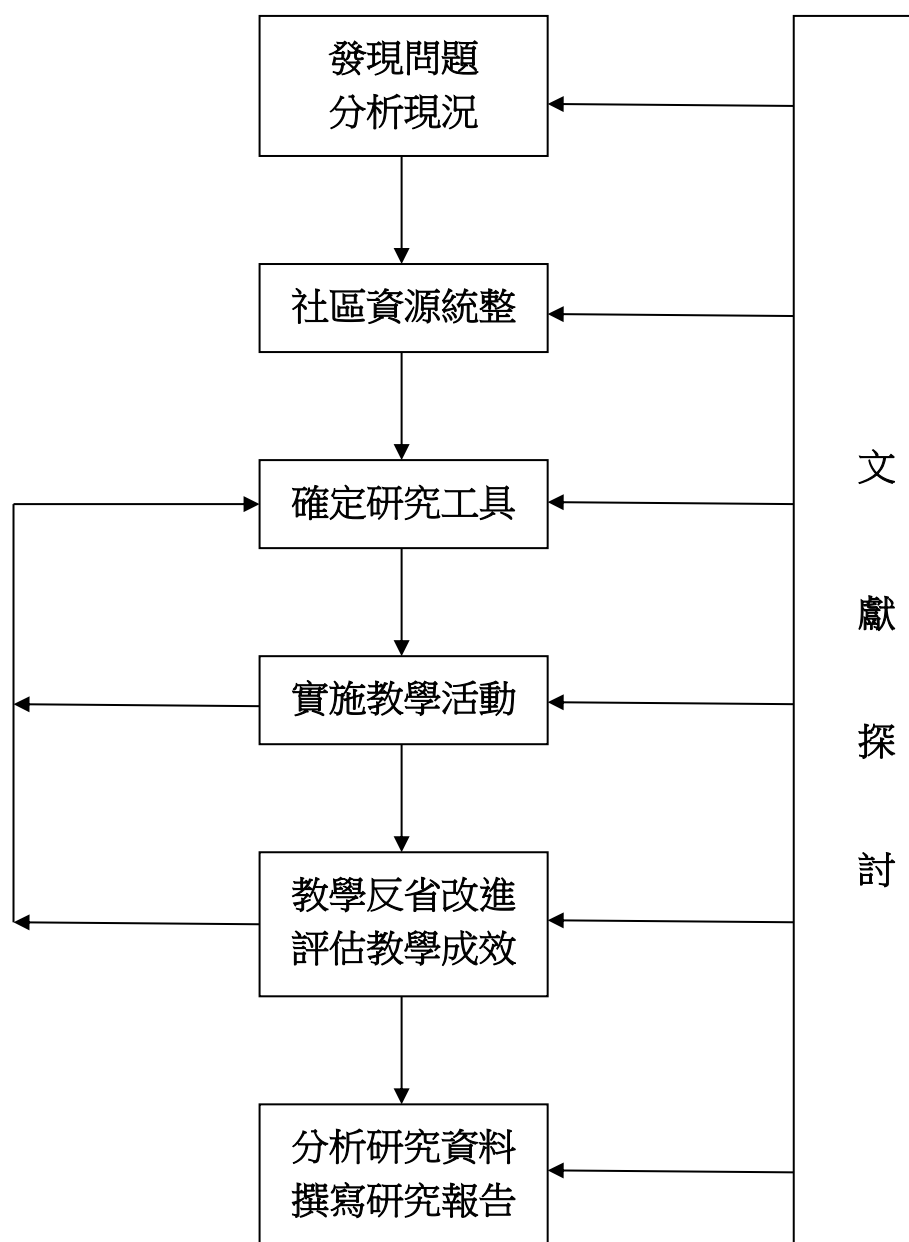 發現問題
分析現況
社區資源統整
確定研究工具
實施教學活動
教學反省改進
評估教學成效
分析研究資料
撰寫研究報告
文
獻
探
討